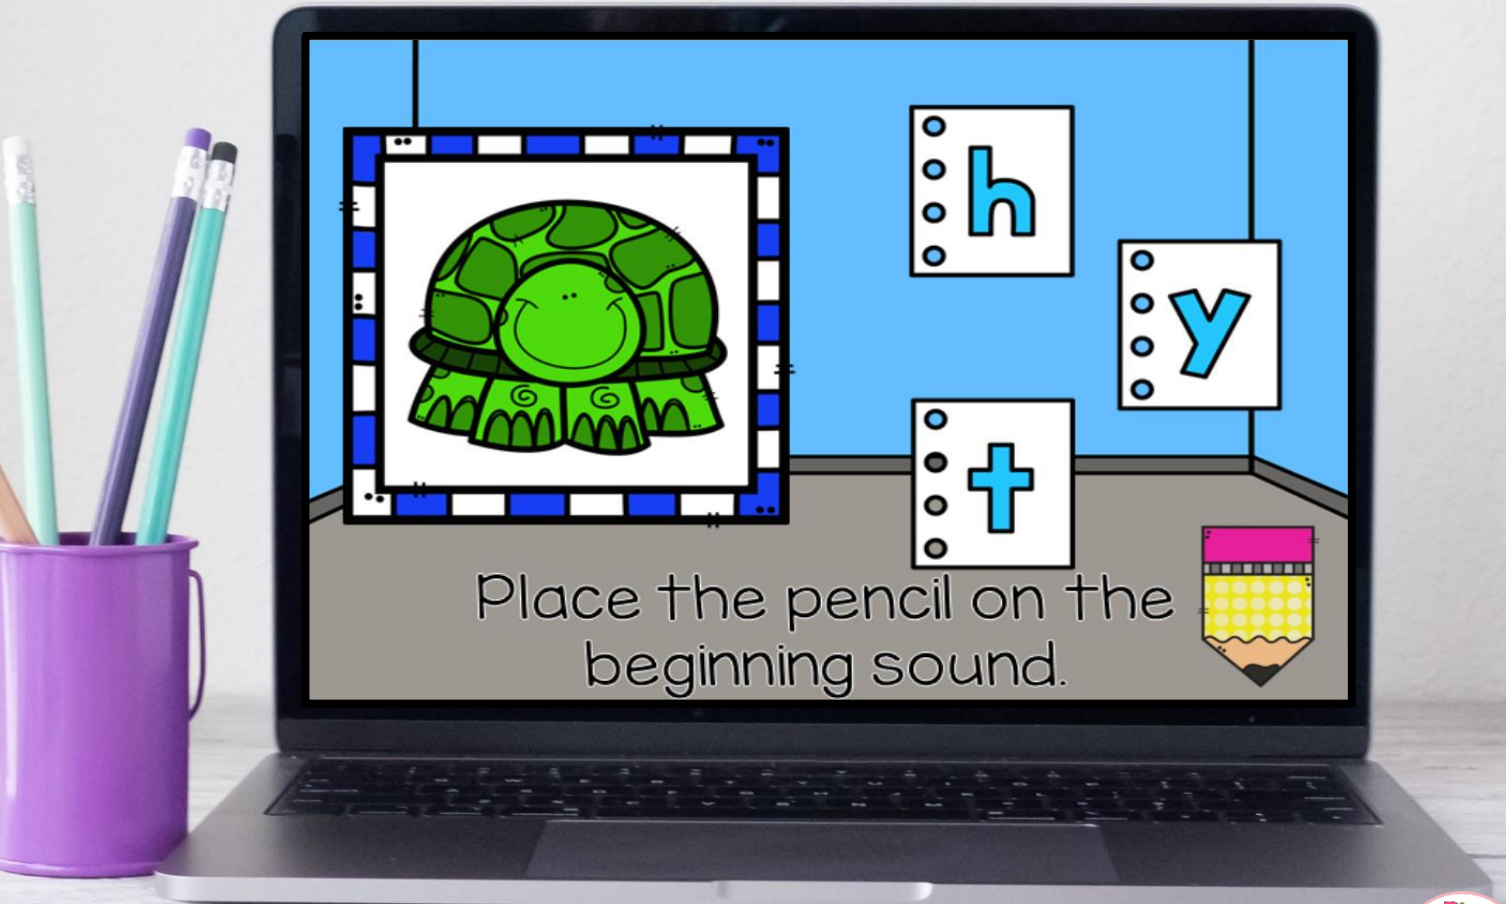 h
y
t
Place the pencil on the
beginning sound.